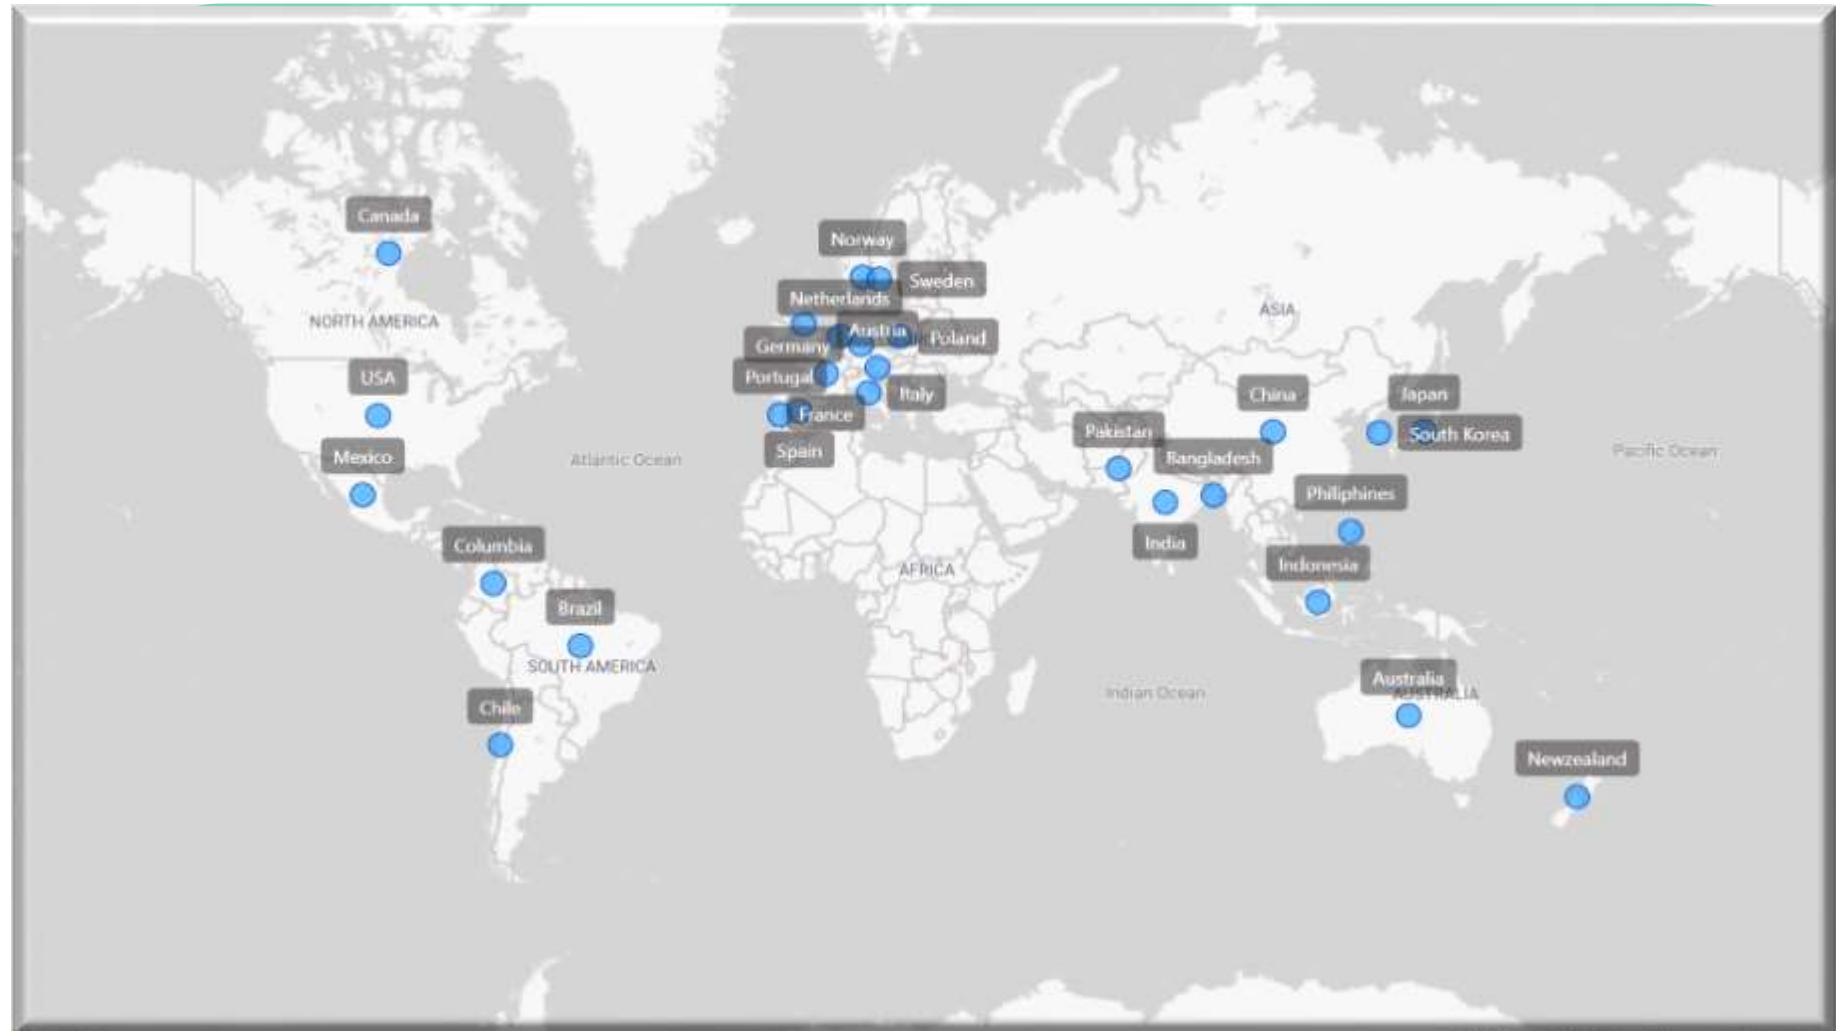 Canada
Norway
Sweden
Netherlands
ASIA
NORTH AMERICA
Austria
Poland
Germany
USA
Portugal
Italy
China
Japan
France
Pakistan
South Korea
Spain
Mexico
Bangladesh
Atlantic Ocean
Pacific Ocean
Philiphines
India
Columbia
Indonesia
AFRICA
Brazil
SOUTH AMERICA
Australia
AUSTRALIA
Indian Ocean
Chile
Newzealand